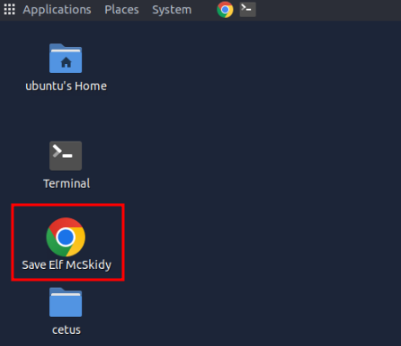 Applications Places System
ubuntu's Home
Terminal
Save Elf McSkidy
cetus